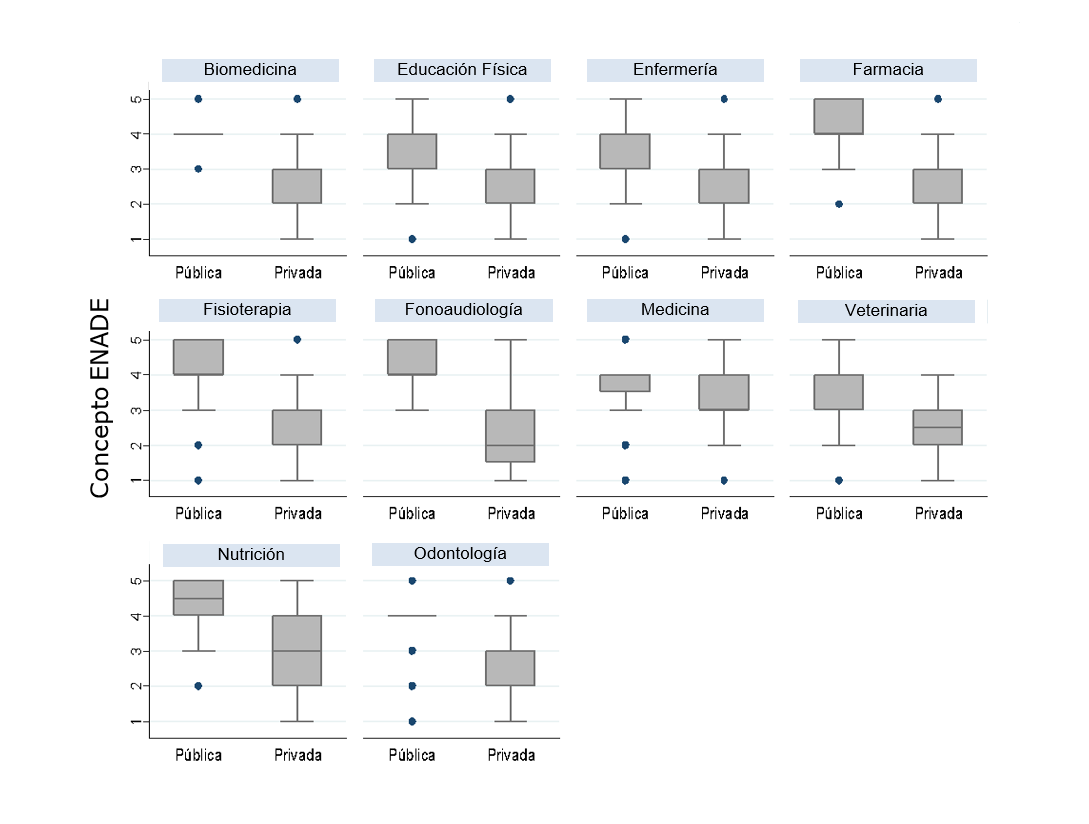 Biomedicina Educación Física Enfermería Farmacia
5
4
3
2
1
Pública Privada Pública Privada Pública Privada Pública Privada
Concepto ENADE
Fisioterapia Fonoaudiología Medicina Veterinaria
5
4
3
2
1
Pública Privada Pública Privada Pública Privada Pública Privada
Nutrición Odontología
5
4
3
2
1
Pública Privada Pública Privada